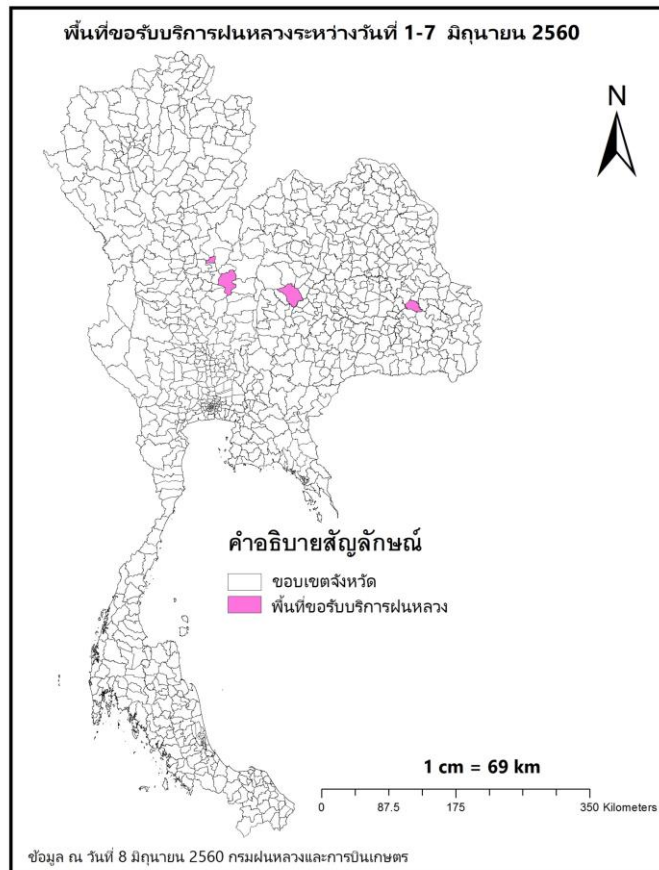 พื้นที่ขอรับบริการฝนหลวงระหว่างวันที่ 1-7 มิถุนายน 2560
N
คำอธิบายสัญลักษณ์
ขอบเขตจังหวัด
พื้นที่ขอรับบริการฝนหลวง
1 cm = 69 km
0 87.5 175 350 Kilometers
ข้อมูล ณ วันที่ 8 มิถุนายน 2560 กรมฝนหลวงและการบินเกษตร